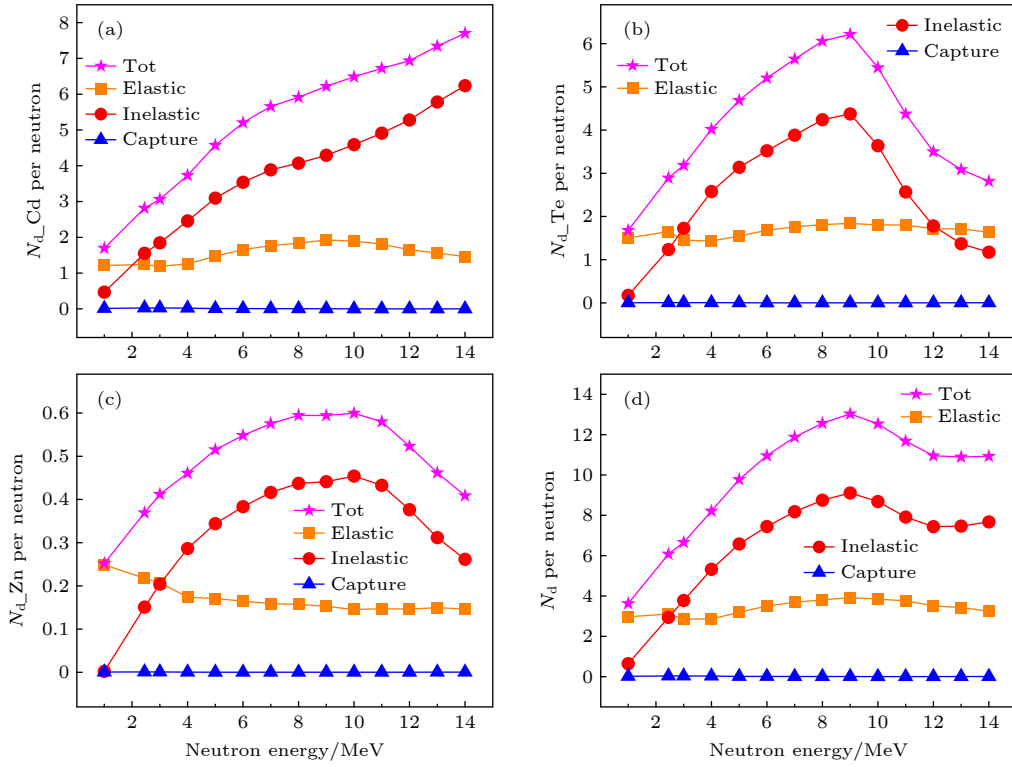 (a)
Tot
Elastic
Inelastic
Capture
N_d_Cd per neutron
8
7
6
5
4
3
2
1
0
2 4 6 8 10 12 14
(b)
Inelastic
Capture
Tot
Elastic
N_d_Te per neutron
6
4
2
0
2 4 6 8 10 12 14
(c)
Tot
Elastic
Inelastic
Capture
N_d_Zn per neutron
0.6
0.5
0.4
0.3
0.2
0.1
0
2 4 6 8 10 12 14
Neutron energy/MeV
(d)
Tot
Elastic
Inelastic
Capture
N_d per neutron
14
12
10
8
6
4
2
0
2 4 6 8 10 12 14
Neutron energy/MeV